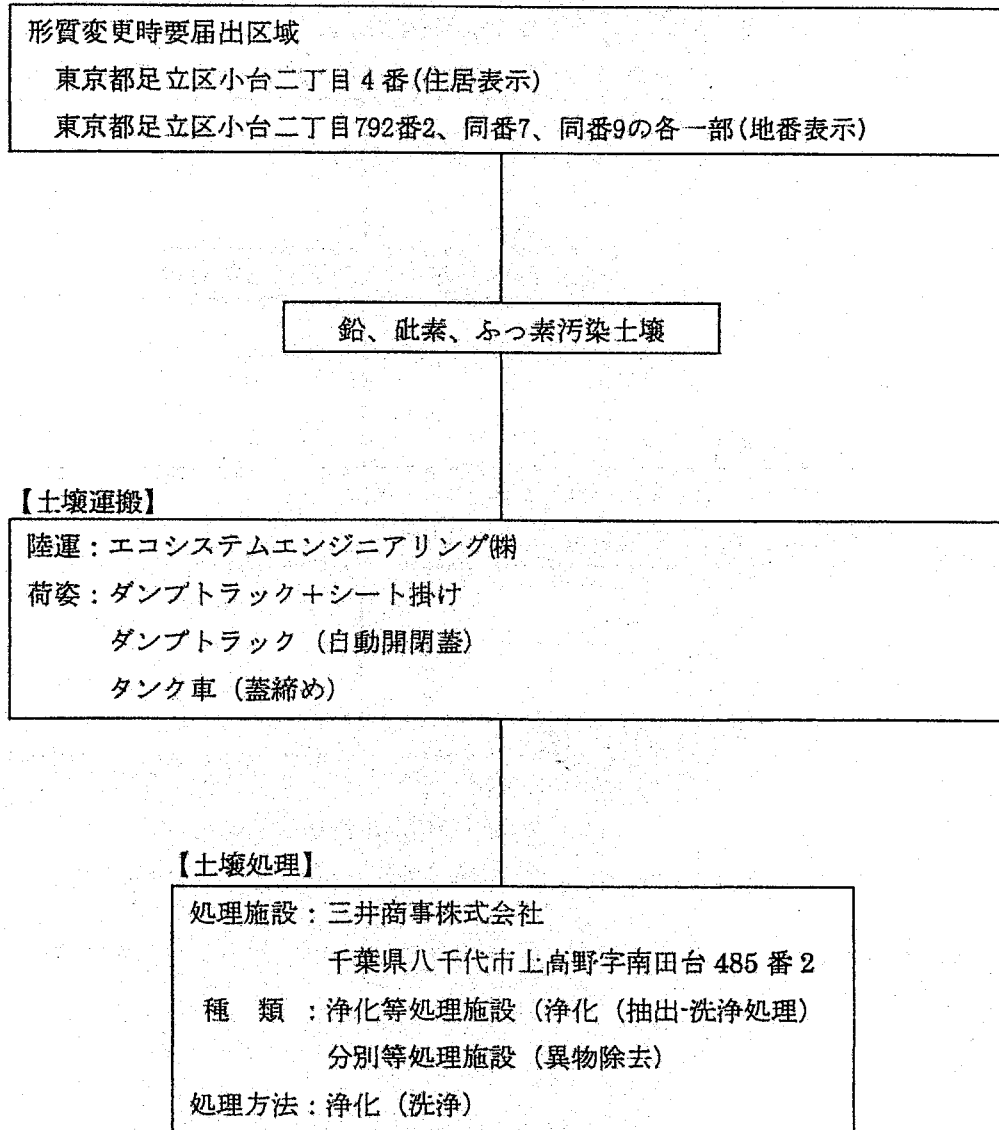 形質変更時要届出区域
東京都足立区小台二丁目4番(住居表示)
東京都足立区小台二丁目792番2、同番7、同番9の各一部(地番表示)
鉛、砒素、ふっ素汚染土壌
【土壌運搬】
陸運：エコシステムエンジニアリング㈱
荷姿：ダンプトラック＋シート掛け
ダンプトラック（自動開閉蓋）
タンク車（蓋締め）
【土壌処理】
処理施設：三井商事株式会社
千葉県八千代市上高野字南田台 485 番 2
種　類　：浄化等処理施設（浄化（抽出-洗浄処理）
分別等処理施設（異物除去）
処理方法：浄化（洗浄）